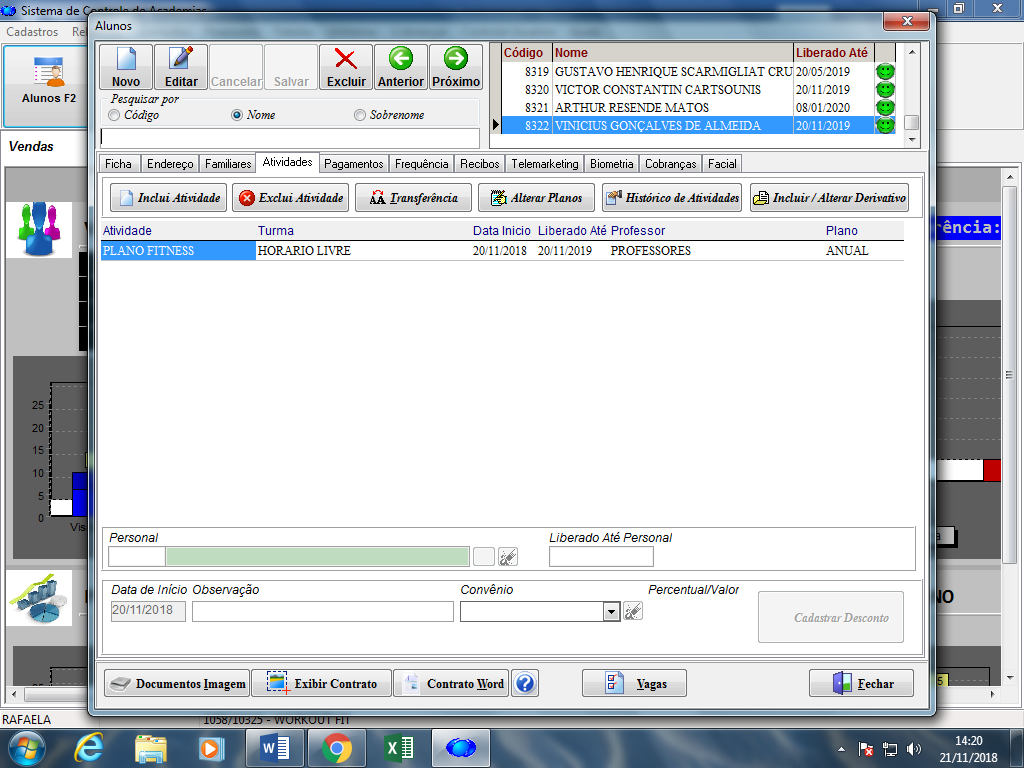 Sistema de Controle de Academias
Cadastros
Alunos F2
Vendas
Alunos
Novo
Editar
Cancelar
Salvar
Excluir
Anterior
Próximo
Pesquisar por
Código
Nome
Sobrenome
Código Nome Liberado Até
8319 GUSTAVO HENRIQUE SCARMIGLIAT CRU 20/05/2019
8320 VICTOR CONSTANTIN CARTSOUNIS 20/11/2019
8321 ARTHUR RESENDE MATOS 08/01/2020
8322 VINICIUS GONÇALVES DE ALMEIDA 20/11/2019
Ficha Endereço Familiares Atividades Pagamentos Frequência Recibos Telemarketing Biometria Cobranças Facial
Inclui Atividade
Exclui Atividade
Transferência
Alterar Planos
Histórico de Atividades
Incluir / Alterar Derivativo
Atividade Turma Data Inicio Liberado Até Professor Plano
PLANO FITNESS HORARIO LIVRE 20/11/2018 20/11/2019 PROFESSORES ANUAL
rência:
25
20
15
10
5
0
Vis
Personal
Liberado Até Personal
Data de Início Observação Convênio Percentual/Valor
20/11/2018
Cadastrar Desconto
NO
5
Documentos Imagem
Exibir Contrato
Contrato Word
Vagas
Fechar
RAFAELA 1058/10325 - WORKOUT FIT
14:20
21/11/2018